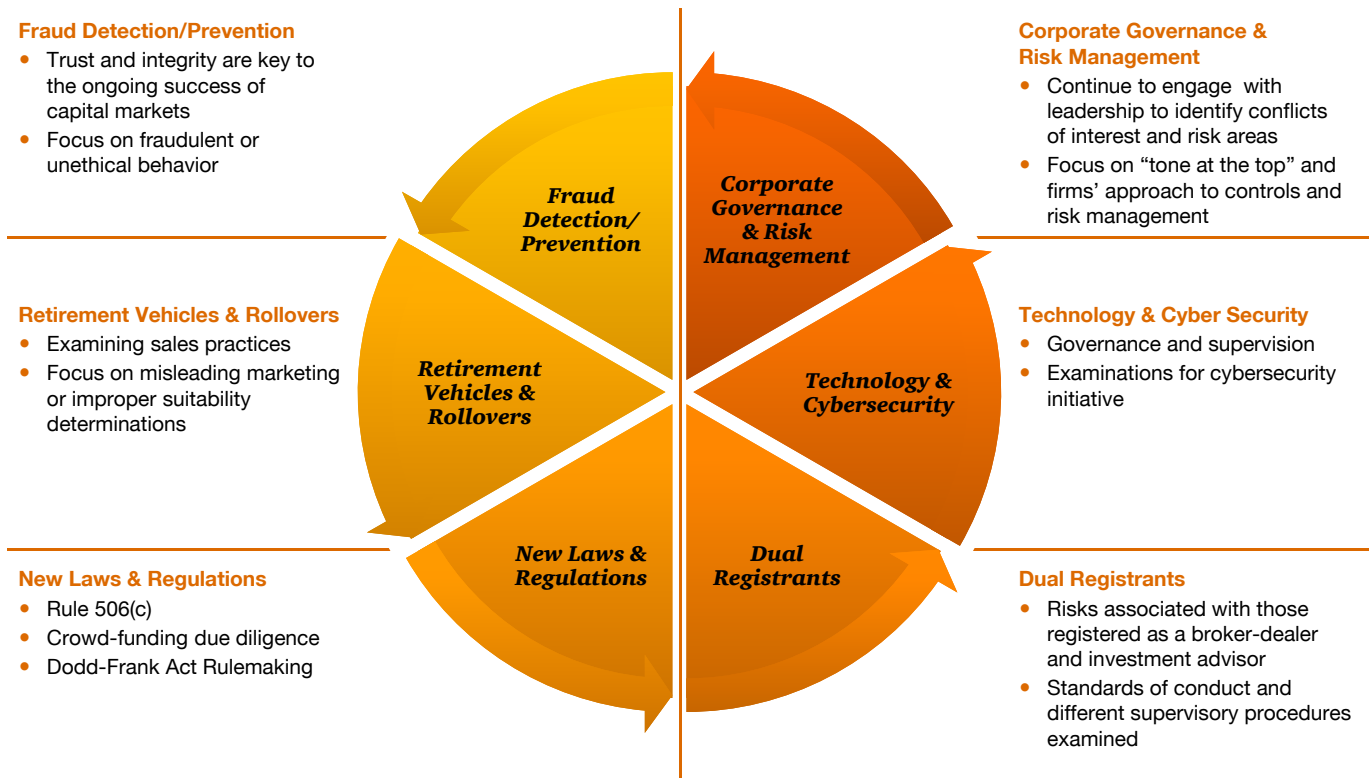 Fraud Detection/Prevention
• Trust and integrity are key to
the ongoing success of
capital markets
• Focus on fraudulent or
unethical behavior
Retirement Vehicles & Rollovers
• Examining sales practices
• Focus on misleading marketing
or improper suitability
determinations
New Laws & Regulations
• Rule 506(c)
• Crowd-funding due diligence
• Dodd-Frank Act Rulemaking
Fraud
Detection/
Prevention
Corporate
Governance
& Risk
Management
Retirement
Vehicles &
Rollovers
Technology &
Cybersecurity
New Laws &
Regulations
Dual
Registrants
Corporate Governance &
Risk Management
• Continue to engage with
leadership to identify conflicts
of interest and risk areas
• Focus on “tone at the top” and
firms’ approach to controls and
risk management
Technology & Cyber Security
• Governance and supervision
• Examinations for cybersecurity
initiative
Dual Registrants
• Risks associated with those
registered as a broker-dealer
and investment advisor
• Standards of conduct and
different supervisory procedures
examined